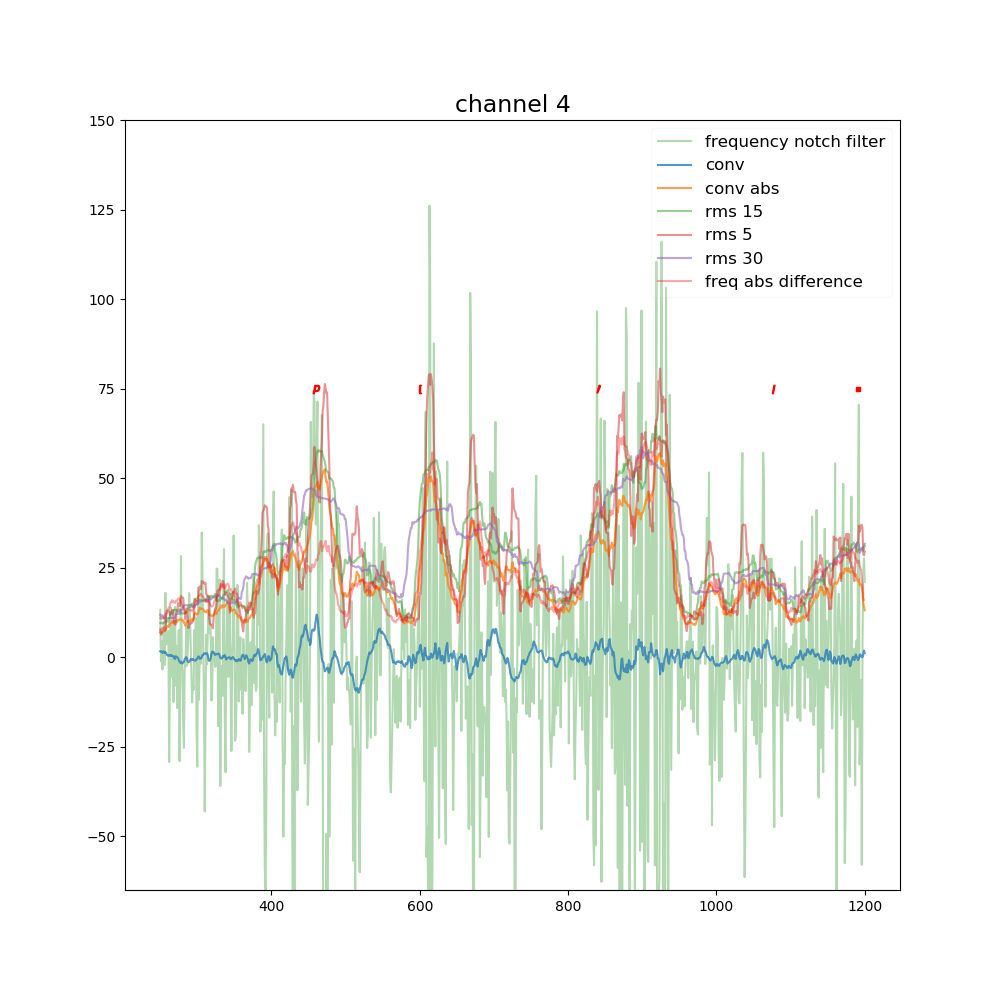 channel 4
150
125
100
75
50
25
0
−25
−50
frequency notch filter
conv
conv abs
rms 15
rms 5
rms 30
freq abs difference
p
400 600 800 1000 1200